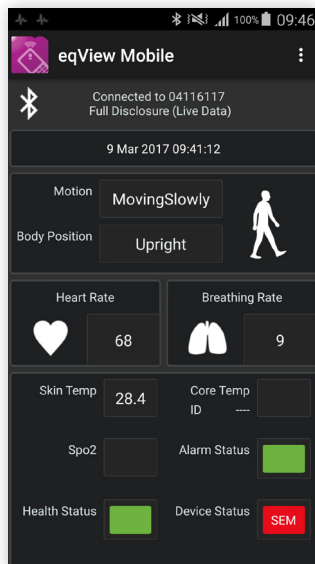 100% 09:46
eqView Mobile
Connected to 04116117
Full Disclosure (Live Data)
9 Mar 2017 09:41:12
Motion MovingSlowly
Body Position Upright
Heart Rate Breathing Rate
68 9
Skin Temp 28.4 Core Temp
ID ----
Spo2 Alarm Status
Health Status Device Status SEM